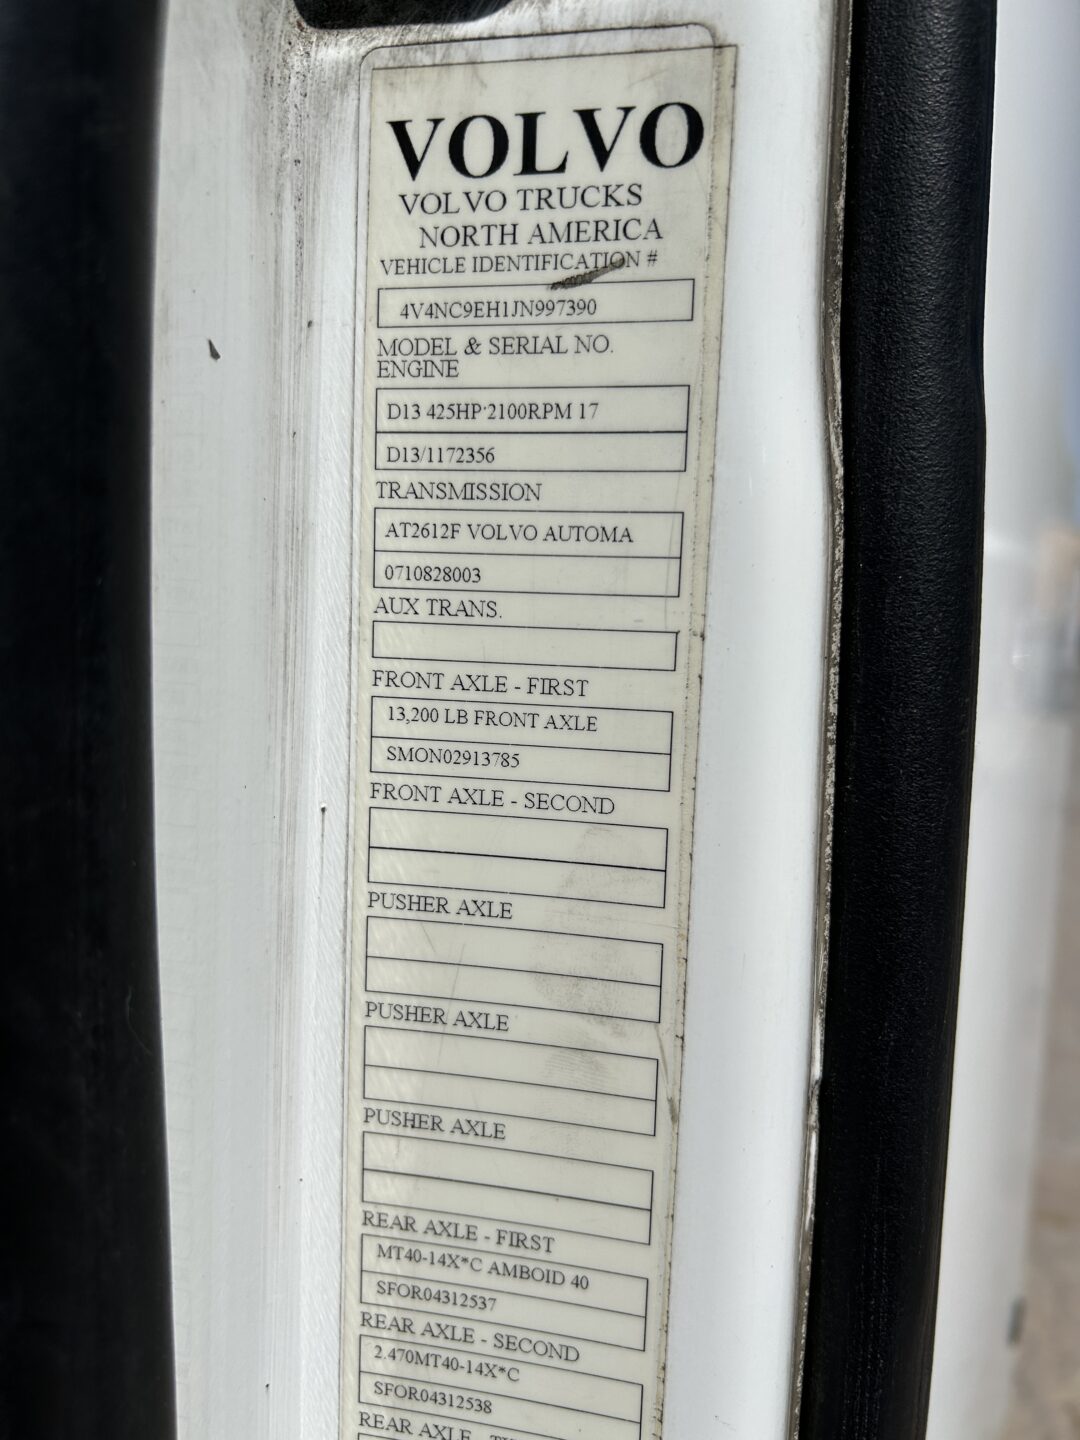 VOLVO
VOLVO TRUCKS
NORTH AMERICA
VEHICLE IDENTIFICATION #
4V4NC9EH1JN997390
MODEL & SERIAL NO.
ENGINE
D13 425HP 2100RPM 17
D13/1172356
TRANSMISSION
AT2612F VOLVO AUTOMA
0710828003
AUX TRANS.
FRONT AXLE - FIRST
13,200 LB FRONT AXLE
SMON02913785
FRONT AXLE - SECOND
PUSHER AXLE
PUSHER AXLE
PUSHER AXLE
REAR AXLE - FIRST
MT40-14X*C AMBOID 40
SFOR04312537
REAR AXLE - SECOND
2.470MT40-14X*C
SFOR04312538
REAR AXLE -